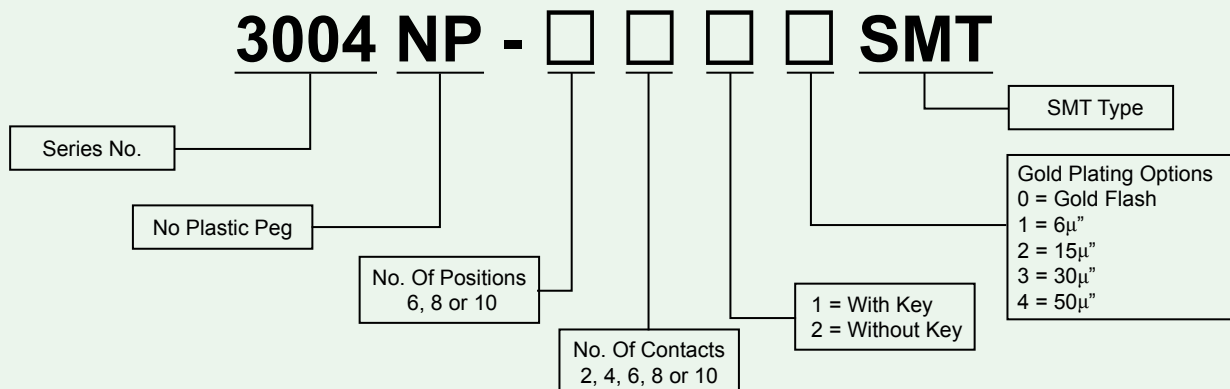 3004 NP - □ □ □ □ SMT
SMT Type
Series No.
Gold Plating Options
0 = Gold Flash
1 = 6μ”
2 = 15μ”
3 = 30μ”
4 = 50μ”
No Plastic Peg
No. Of Positions
6, 8 or 10
1 = With Key
2 = Without Key
No. Of Contacts
2, 4, 6, 8 or 10